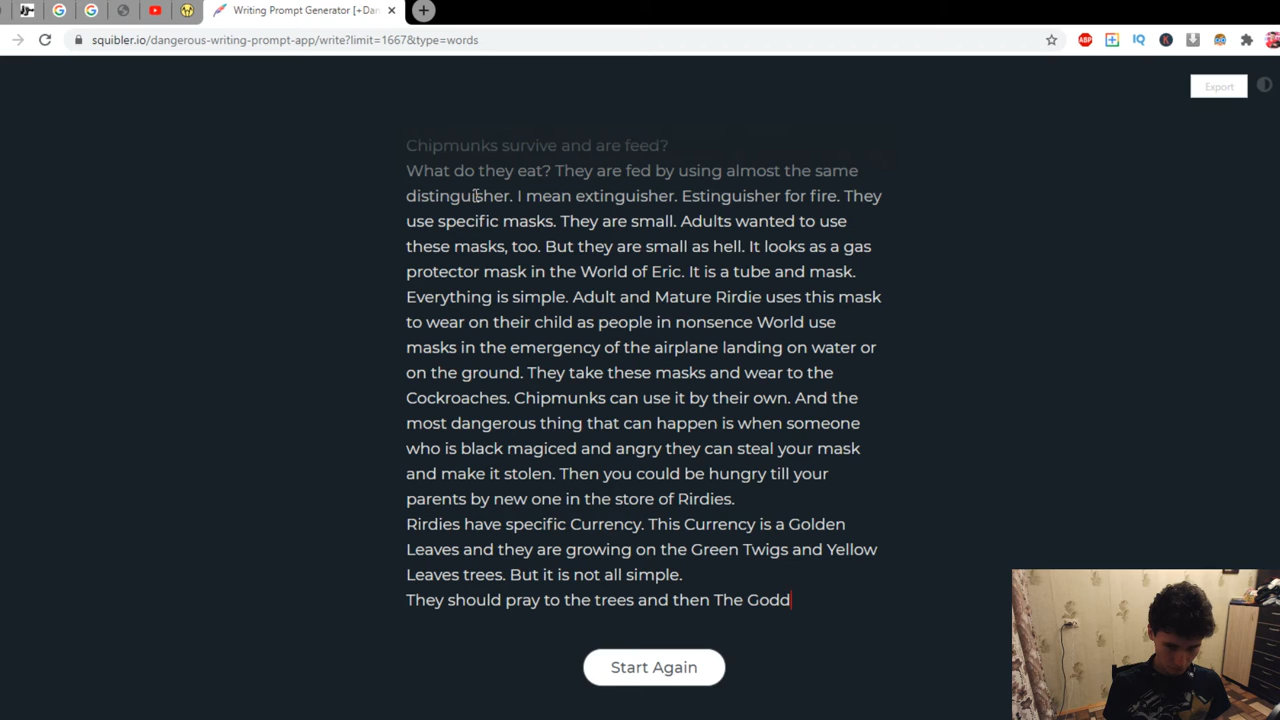 Writing Prompt Generator [+Dan
squibler.io/dangerous-writing-prompt-app/write?limit=1667&type=words
ABP
IQ
K
Export
Chipmunks survive and are feed?
What do they eat? They are fed by using almost the same
distinguisher. I mean extinguisher. Estinguisher for fire. They
use specific masks. They are small. Adults wanted to use
these masks, too. But they are small as hell. It looks as a gas
protector mask in the World of Eric. It is a tube and mask.
Everything is simple. Adult and Mature Rirdie uses this mask
to wear on their child as people in nonsence World use
masks in the emergency of the airplane landing on water or
on the ground. They take these masks and wear to the
Cockroaches. Chipmunks can use it by their own. And the
most dangerous thing that can happen is when someone
who is black magiced and angry they can steal your mask
and make it stolen. Then you could be hungry till your
parents by new one in the store of Rirdies.
Rirdies have specific Currency. This Currency is a Golden
Leaves and they are growing on the Green Twigs and Yellow
Leaves trees. But it is not all simple.
They should pray to the trees and then The Godd
Start Again